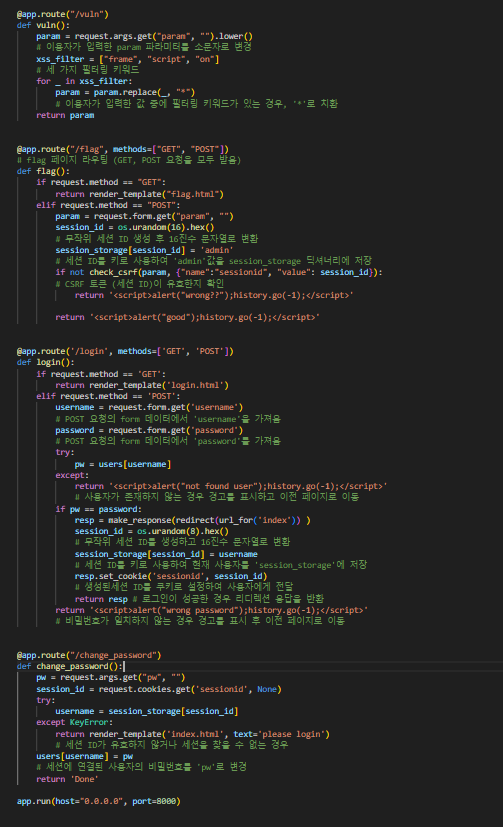 @app.route("/vuln")
def vuln():
    param = request.args.get("param", "").lower()
    # 이용자가 입력한 param 파라미터를 소문자로 변경
    xss_filter = ["frame", "script", "on"]
    # 세 가지 필터링 키워드
    for _ in xss_filter:
        param = param.replace(_, "*")
        # 이용자가 입력한 값 중에 필터링 키워드가 있는 경우, '*'로 치환
    return param
@app.route("/flag", methods=["GET", "POST"])
# flag 페이지 라우팅 (GET, POST 요청을 모두 받음)
def flag():
    if request.method == "GET":
        return render_template("flag.html")
    elif request.method == "POST":
        param = request.form.get("param", "")
        session_id = os.urandom(16).hex()
        # 무작위 세션 ID 생성 후 16진수 문자열로 변환
        session_storage[session_id] = 'admin'
        # 세션 ID를 키로 사용하여 'admin'값을 session_storage 딕셔너리에 저장
        if not check_csrf(param, {"name":"sessionid", "value": session_id}):
        # CSRF 토큰 (세션 ID)이 유효한지 확인
            return '<script>alert("wrong??");history.go(-1);</script>'
        return '<script>alert("good");history.go(-1);</script>'
@app.route('/login', methods=['GET', 'POST'])
def login():
    if request.method == 'GET':
        return render_template('login.html')
    elif request.method == 'POST':
        username = request.form.get('username')
        # POST 요청의 form 데이터에서 'username'을 가져옴
        password = request.form.get('password')
        # POST 요청의 form 데이터에서 'password'를 가져옴
        try:
            pw = users[username]
        except:
            return '<script>alert("not found user");history.go(-1);</script>'
            # 사용자가 존재하지 않는 경우 경고를 표시하고 이전 페이지로 이동
        if pw == password:
            resp = make_response(redirect(url_for('index')) )
            session_id = os.urandom(8).hex()
            # 무작위 세션 ID를 생성하고 16진수 문자열로 변환
            session_storage[session_id] = username
            # 세션 ID를 키로 사용하여 현재 사용자를 'session_storage'에 저장
            resp.set_cookie('sessionid', session_id)
            # 생성된세션 ID를 쿠키로 설정하여 사용자에게 전달
            return resp # 로그인이 성공한 경우 리디렉션 응답을 반환
        return '<script>alert("wrong password");history.go(-1);</script>'
        # 비밀번호가 일치하지 않는 경우 경고를 표시 후 이전 페이지로 이동
@app.route("/change_password")
def change_password():
    pw = request.args.get("pw", "")
    session_id = request.cookies.get('sessionid', None)
    try:
        username = session_storage[session_id]
    except KeyError:
        return render_template('index.html', text='please login')
        # 세션 ID가 유효하지 않거나 세션을 찾을 수 없는 경우
    users[username] = pw
    # 세션에 연결된 사용자의 비밀번호를 'pw'로 변경
    return 'Done'
app.run(host="0.0.0.0", port=8000)